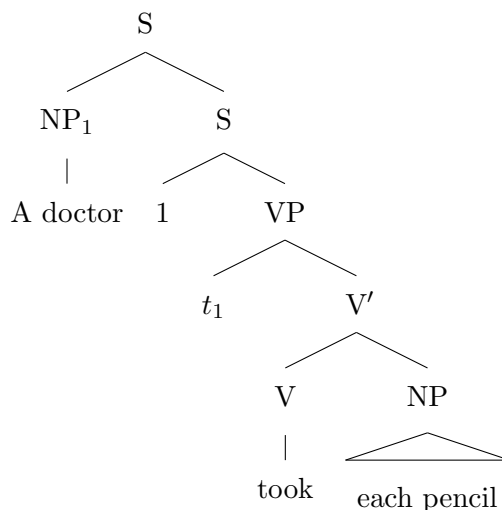 S
NP₁ S
A doctor 1 VP
t₁ V′
V NP
took each pencil